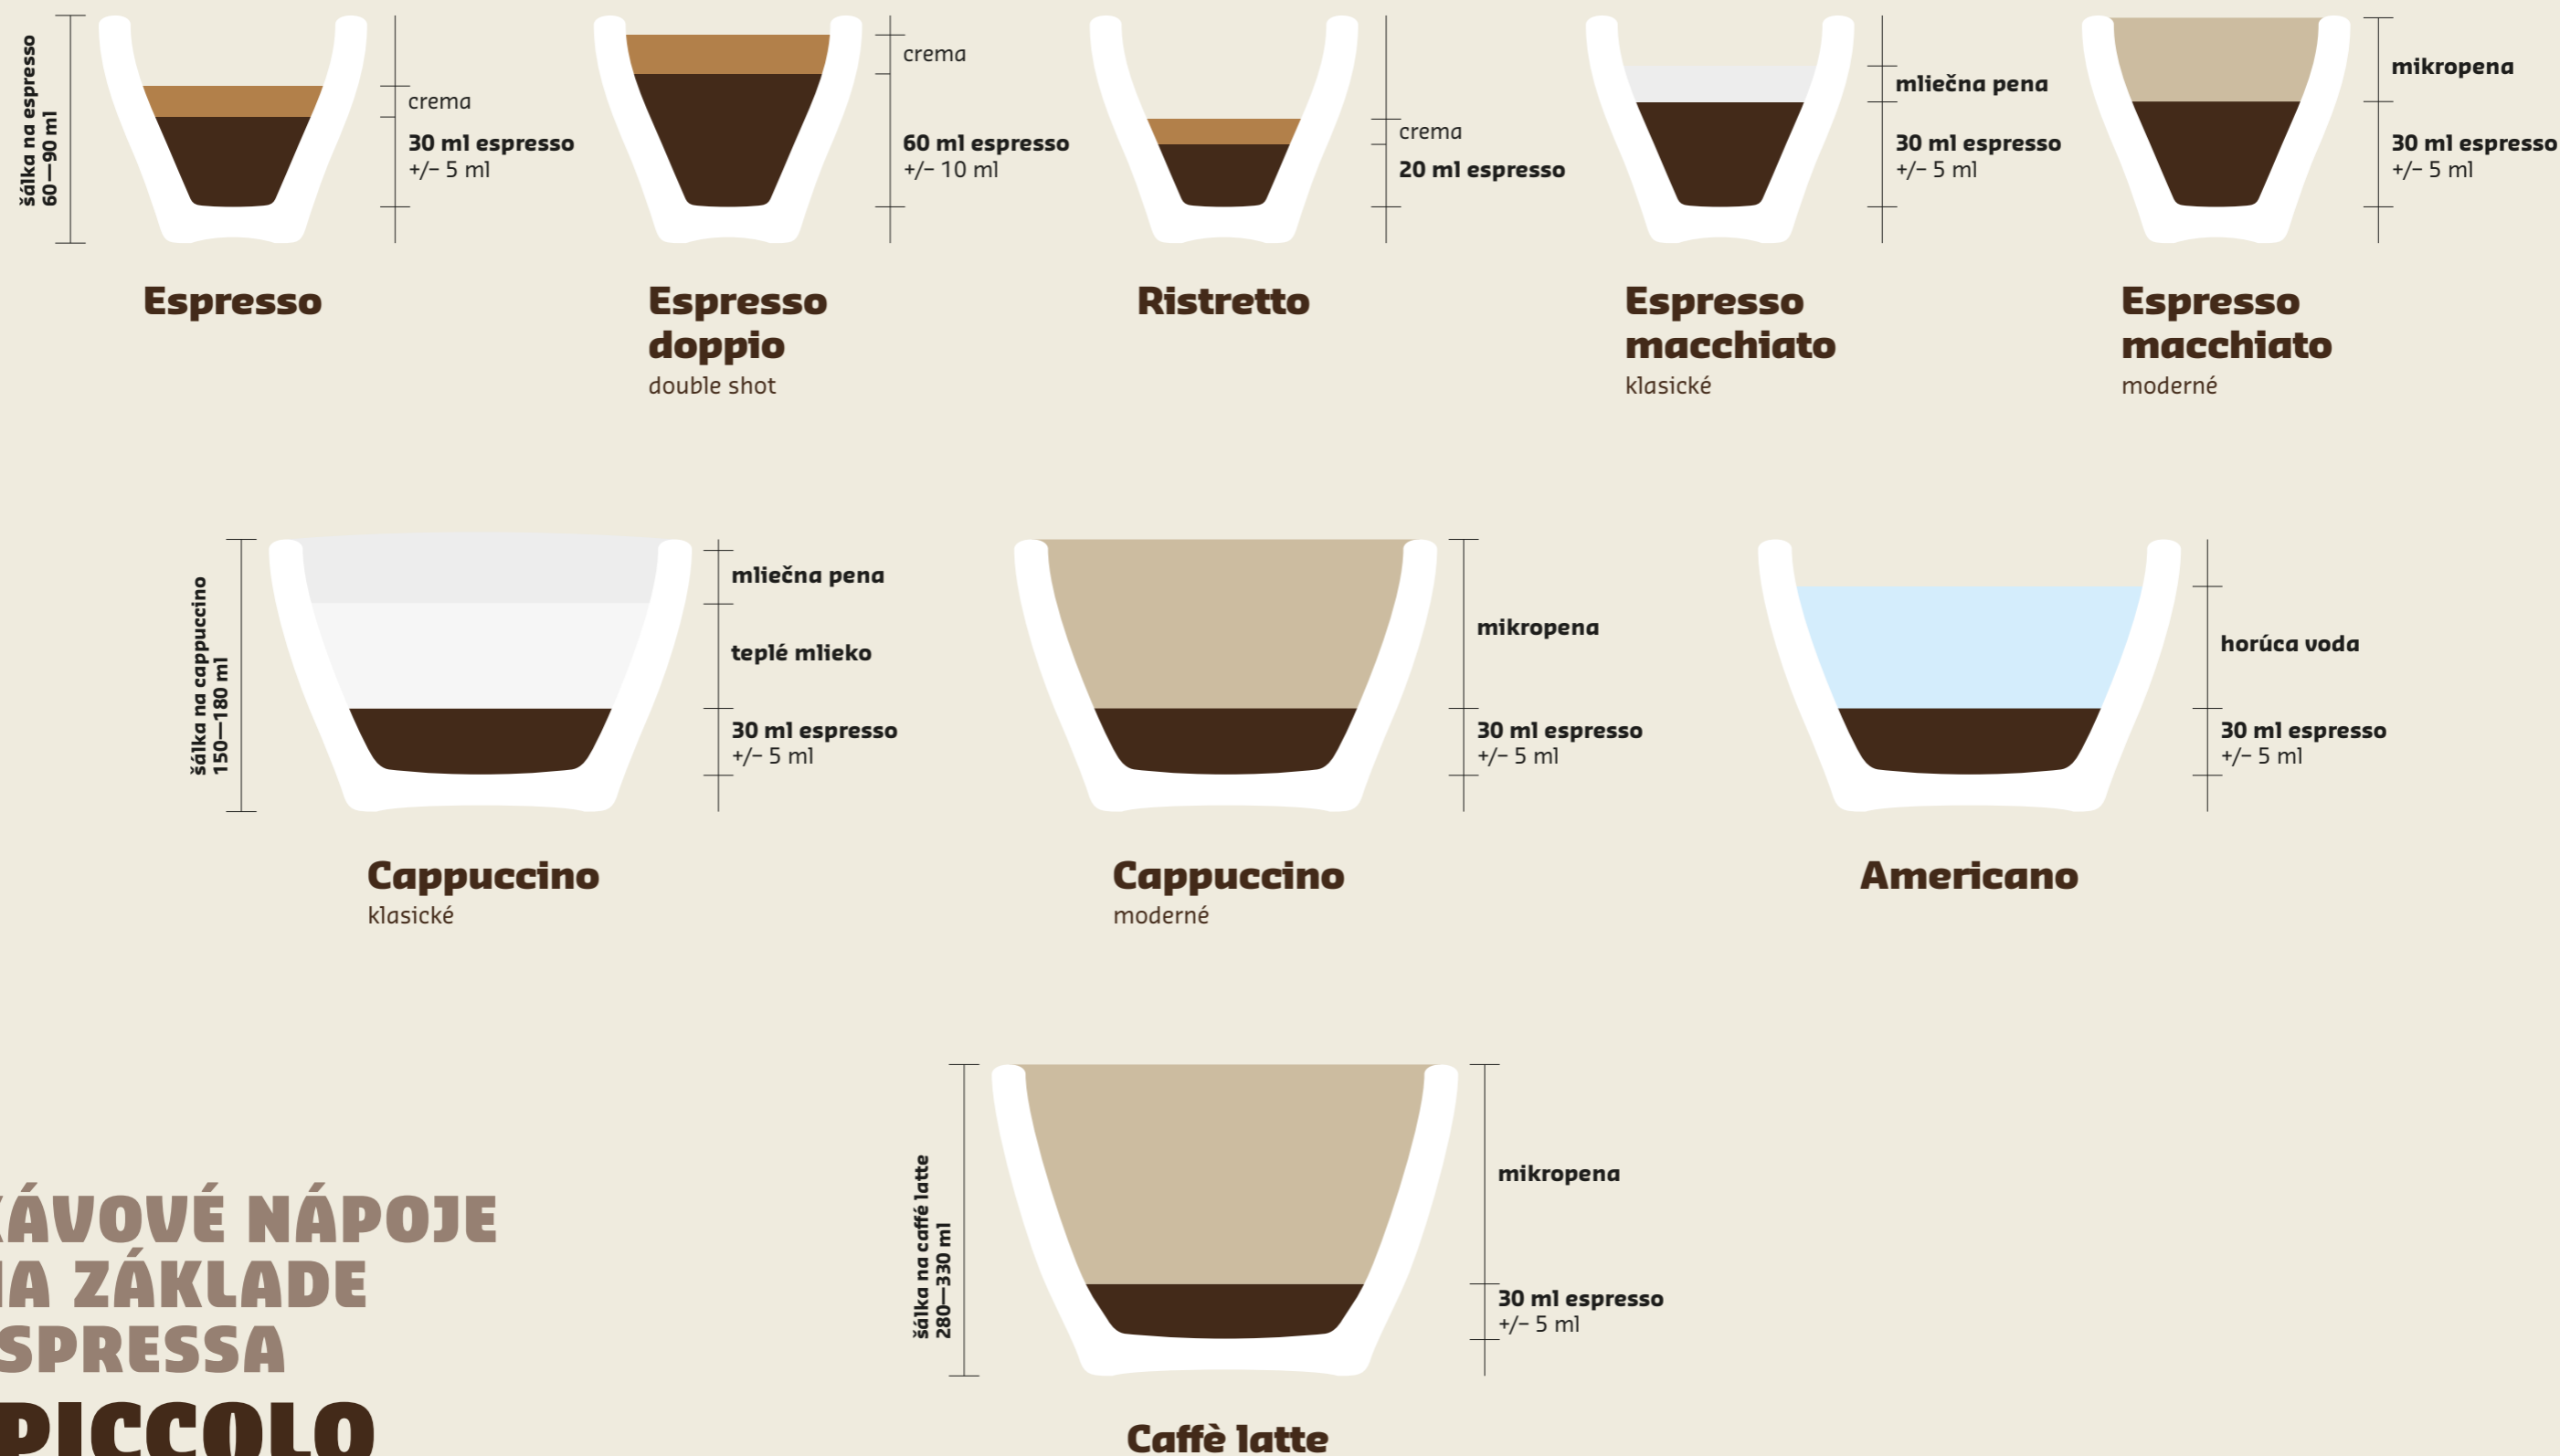 šálka na espresso
60—90 ml
crema
30 ml espresso
+/− 5 ml
Espresso
crema
60 ml espresso
+/− 10 ml
Espresso
doppio
double shot
crema
20 ml espresso
Ristretto
mliečna pena
30 ml espresso
+/− 5 ml
Espresso
macchiato
klasické
mikropena
30 ml espresso
+/− 5 ml
Espresso
macchiato
moderné
šálka na cappuccino
150—180 ml
mliečna pena
teplé mlieko
30 ml espresso
+/− 5 ml
Cappuccino
klasické
mikropena
30 ml espresso
+/− 5 ml
Cappuccino
moderné
horúca voda
30 ml espresso
+/− 5 ml
Americano
šálka na caffé latte
280—330 ml
mikropena
30 ml espresso
+/− 5 ml
Caffè latte
KÁVOVÉ NÁPOJE
NA ZÁKLADE
SPRESSA
PICCOLO